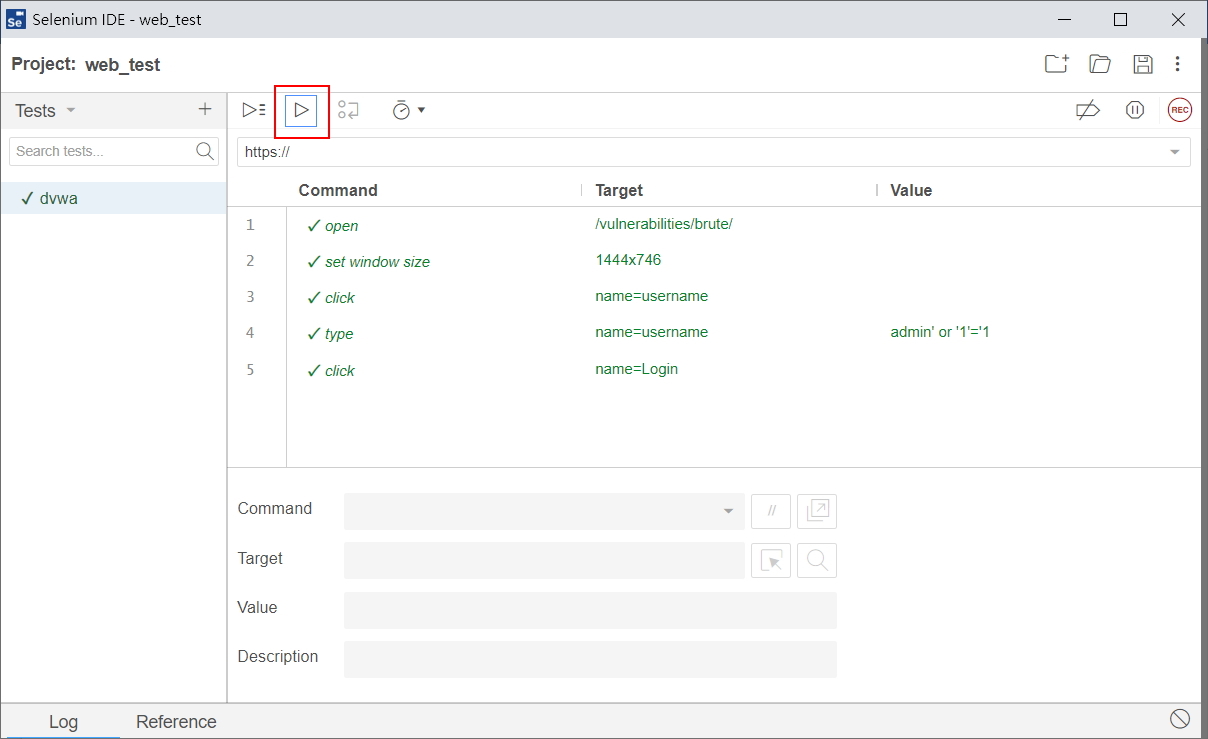 Se Selenium IDE - web_test
Project: web_test
Tests
REC
Search tests...
https://
✓ dvwa
Command Target Value
1 ✓ open /vulnerabilities/brute/
2 ✓ set window size 1444x746
3 ✓ click name=username
4 ✓ type name=username admin' or '1'='1
5 ✓ click name=Login
Command //
Target
Value
Description
Log Reference